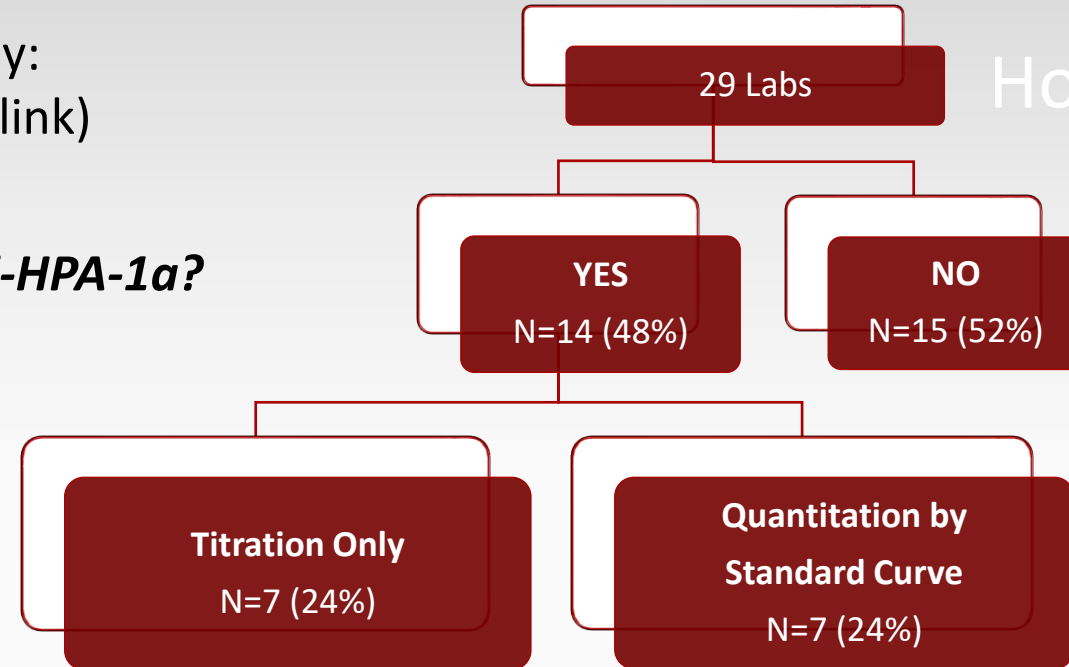 y:
link)
-HPA-1a?
Ho
29 Labs
YES
N=14 (48%)
NO
N=15 (52%)
Titration Only
N=7 (24%)
Quantitation by
Standard Curve
N=7 (24%)